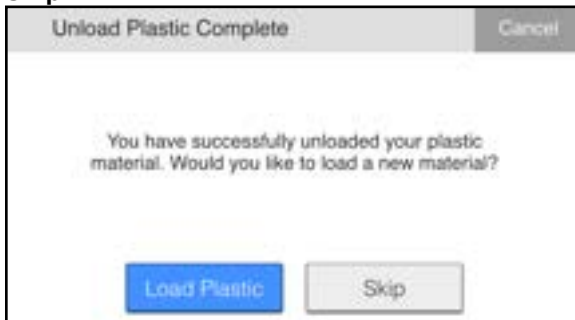 Unload Plastic Complete
Cancel
You have successfully unloaded your plastic
material. Would you like to load a new material?
Load Plastic
Skip